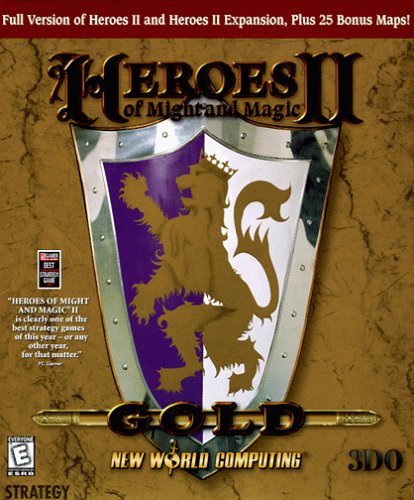 Full Version of Heroes II and Heroes II Expansion, Plus 25 Bonus Maps!
HEROES II
of Might and Magic
BEST
STRATEGY
GAME
“HEROES OF MIGHT
AND MAGIC” II
is clearly one of the
best strategy games
of this year – or any
other year,
for that matter.”
PC Gamer
GOLD
NEW WORLD COMPUTING
3DO
EVERYONE
E
ESRB
STRATEGY